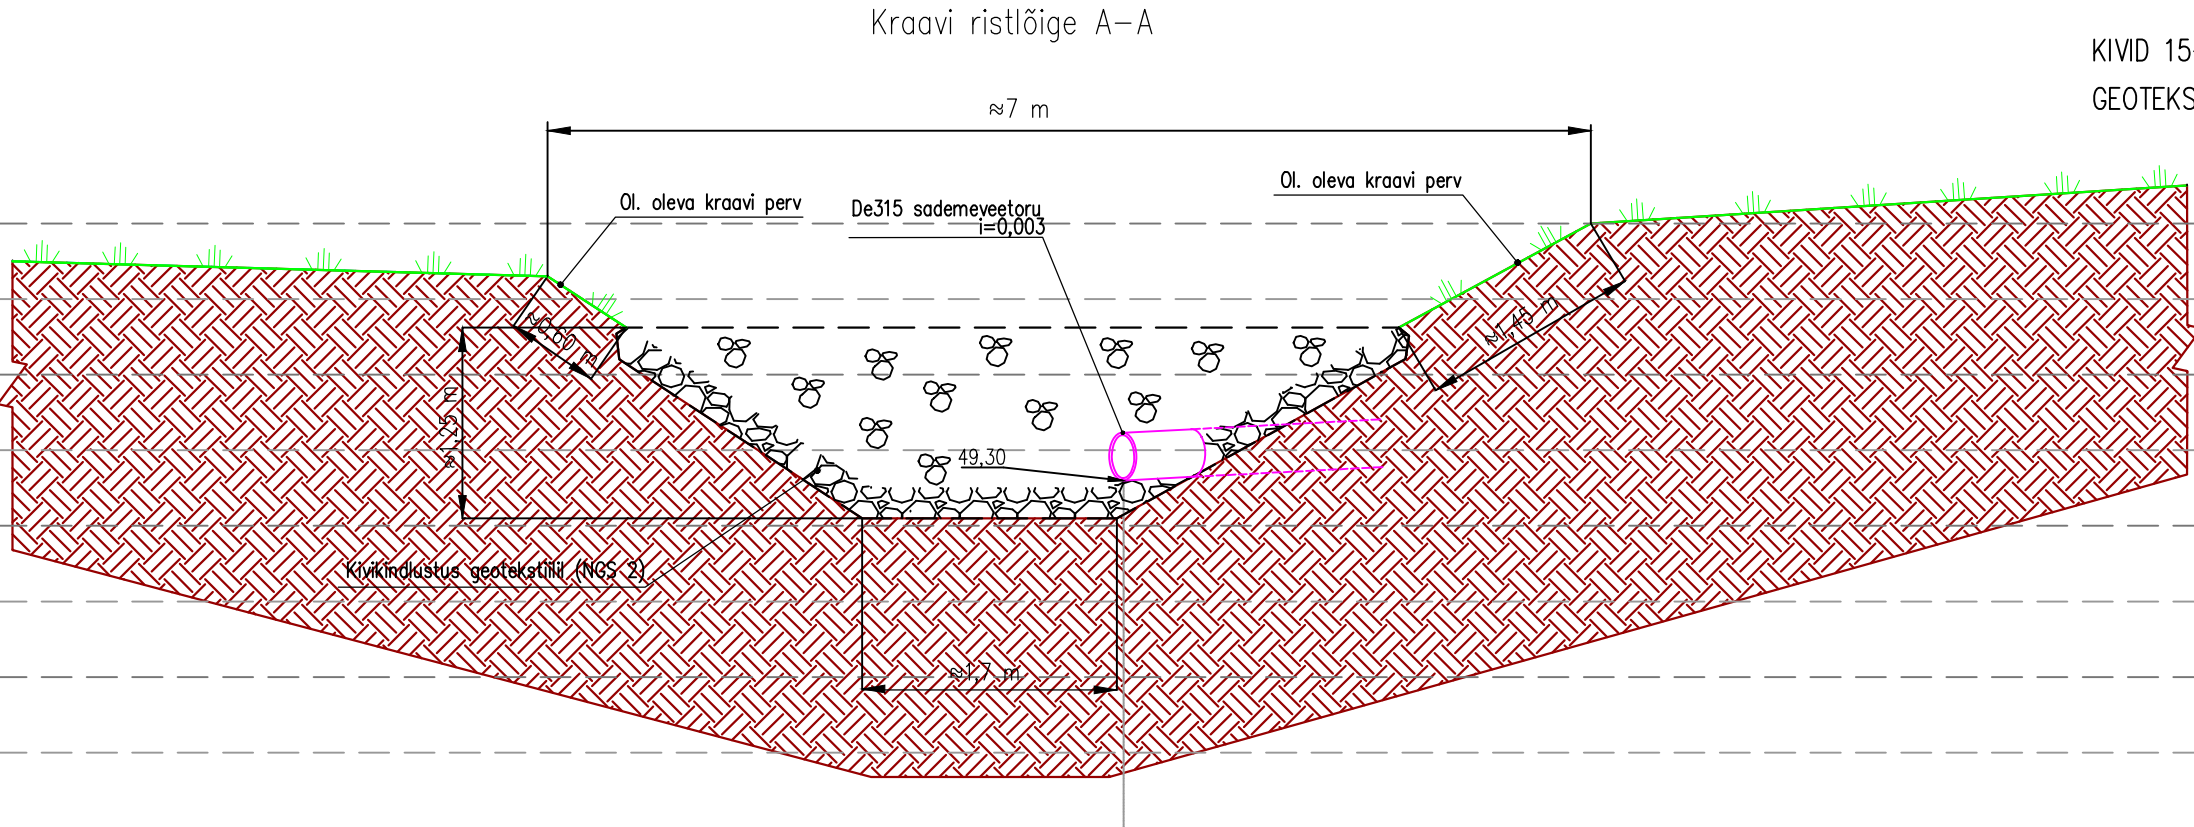 Kraavi ristlõige A-A
KIVID 15-
GEOTEKS
≈7 m
Ol. oleva kraavi perv
Ol. oleva kraavi perv
De315 sademeveetoru
i=0,003
≈0,60 m
≈1,45 m
≈1,25 m
49,30
Kivikindlustus geotekstiilil (NGS 2)
≈1,7 m